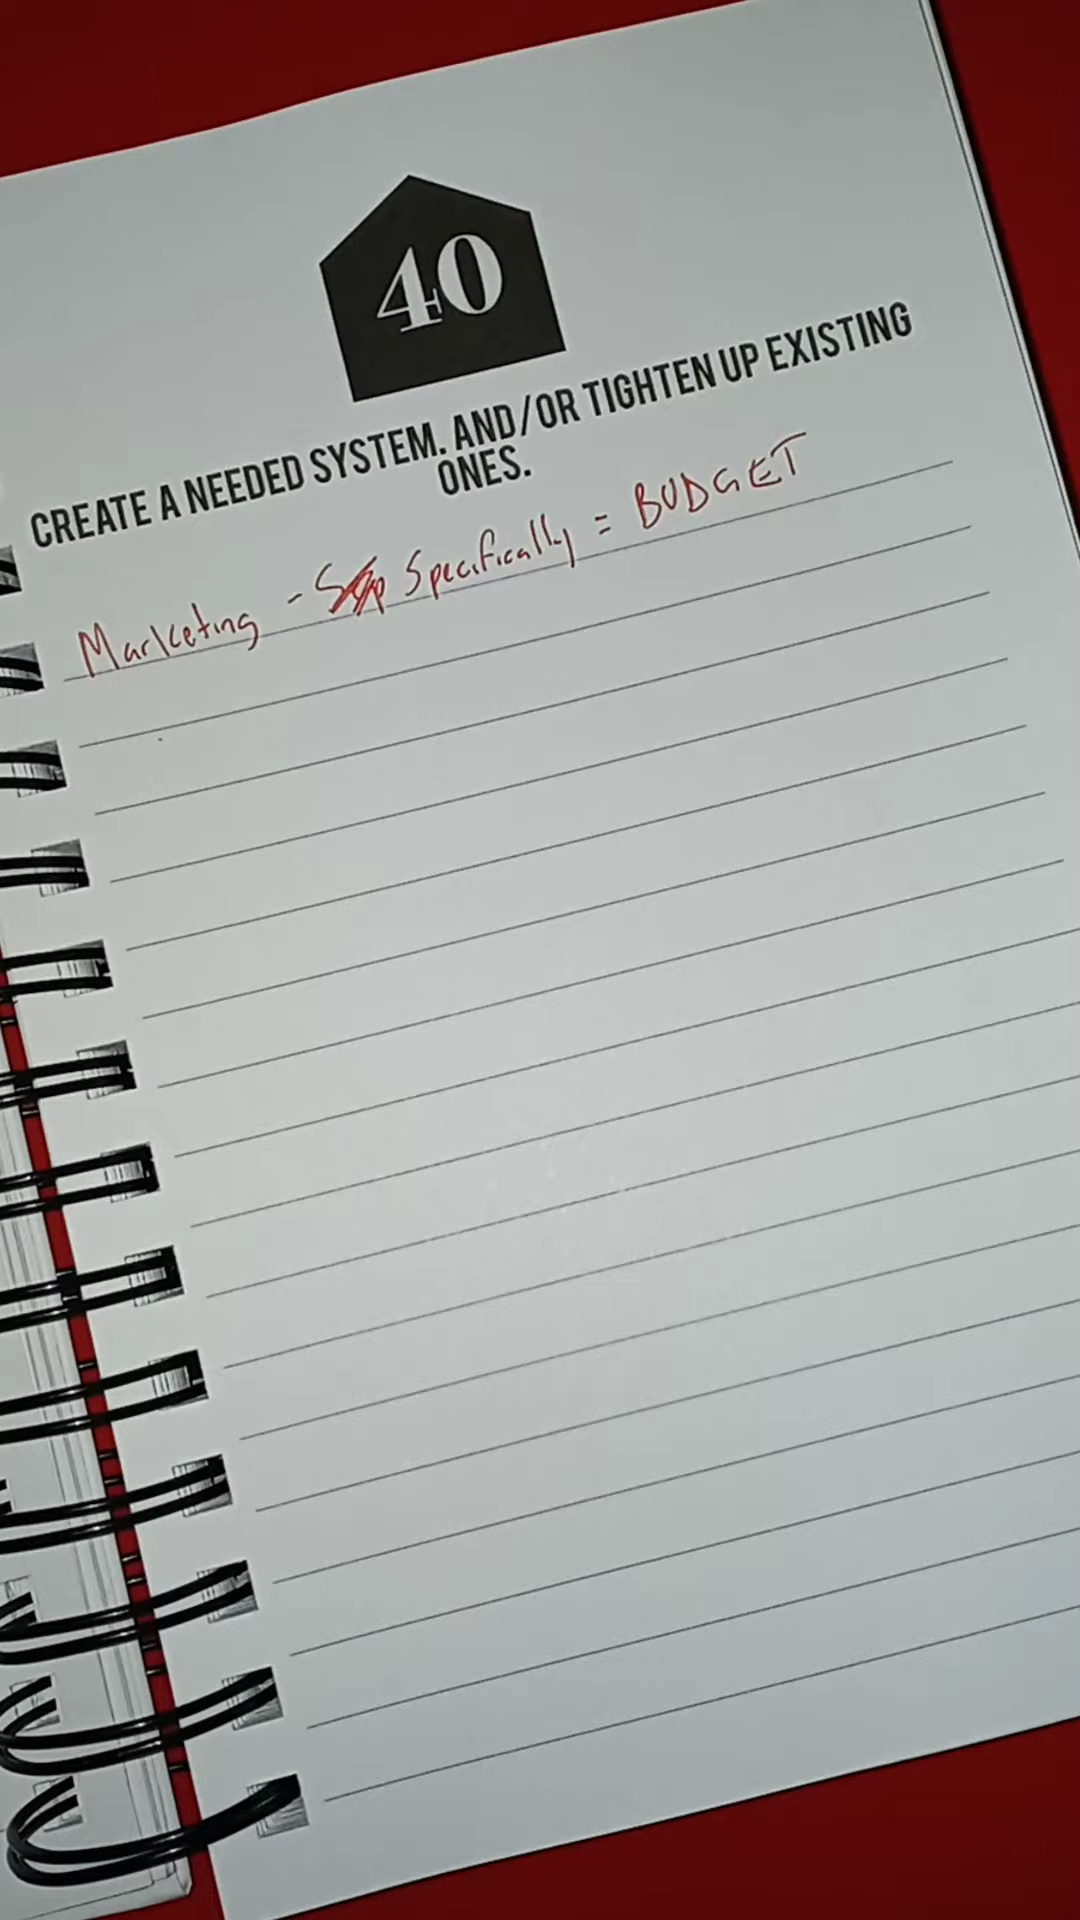 40
CREATE A NEEDED SYSTEM. AND/OR TIGHTEN UP EXISTING
ONES.
Marketing - Specifically = BUDGET